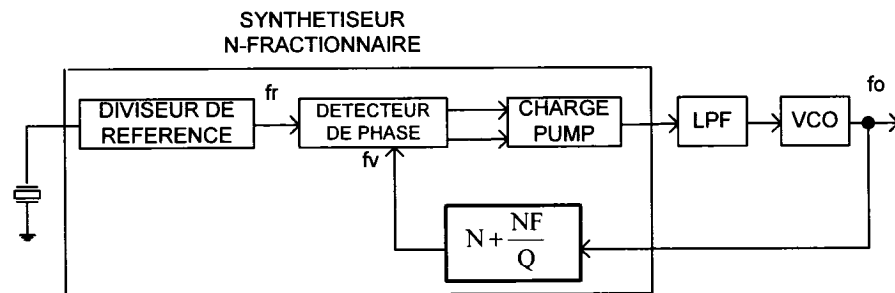 SYNTHETISEUR
N-FRACTIONNAIRE
DIVISEUR DE
REFERENCE
fr
DETECTEUR
DE PHASE
CHARGE
PUMP
LPF
VCO
fo
fv
N + NF/Q